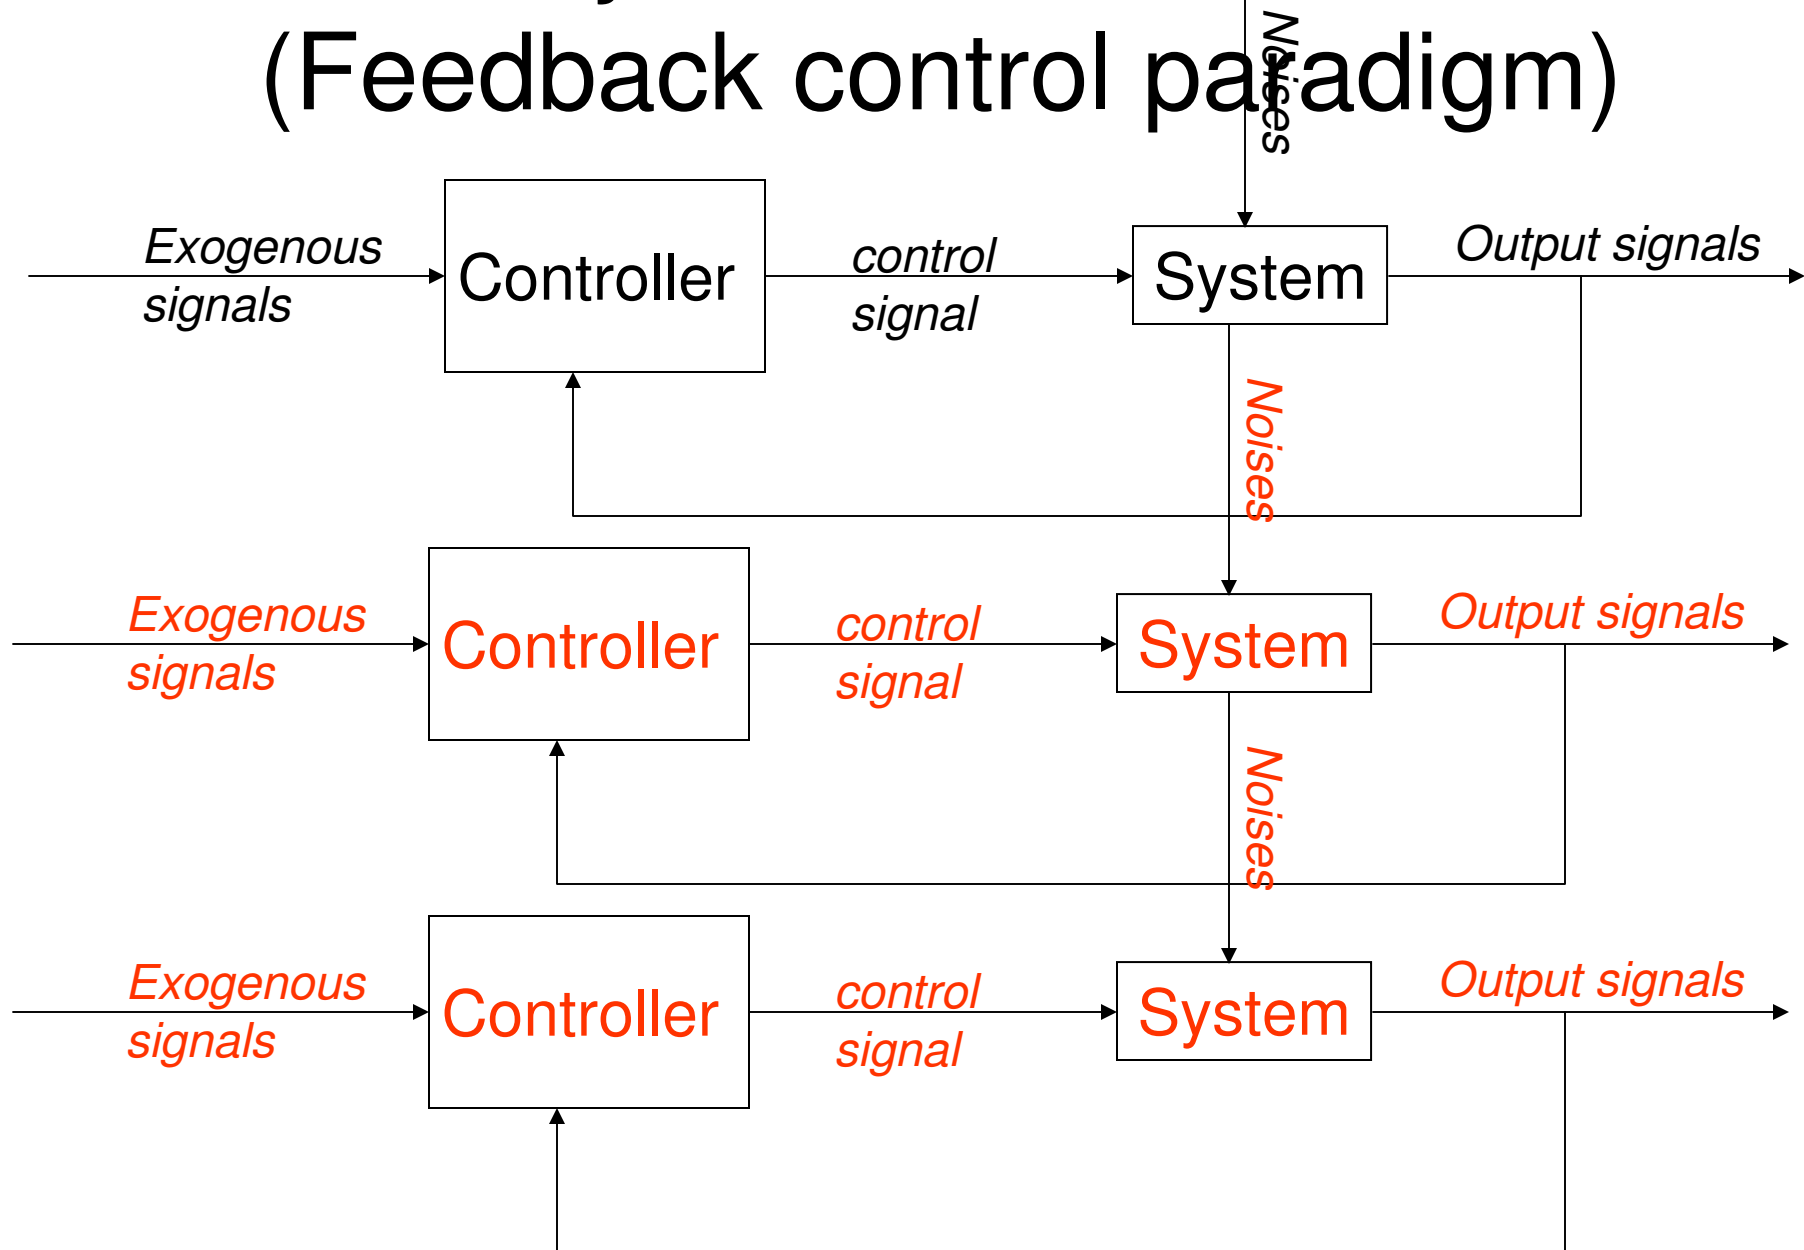 (Feedback control paradigm)
Noises
Exogenous
signals
Controller
control
signal
System
Output signals
Noises
Exogenous
signals
Controller
control
signal
System
Output signals
Noises
Exogenous
signals
Controller
control
signal
System
Output signals